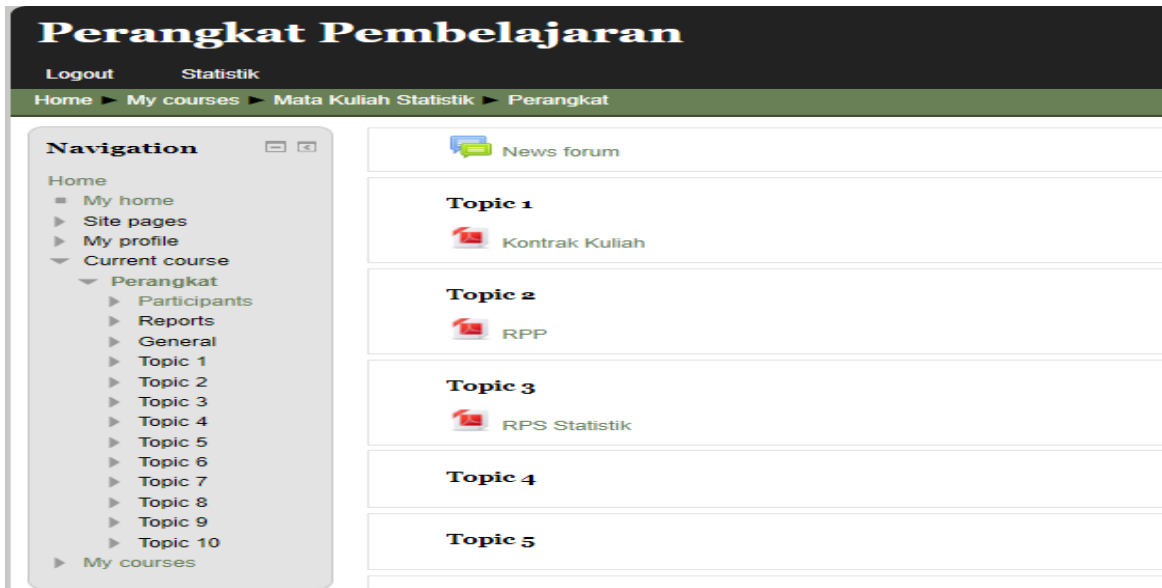 Perangkat Pembelajaran
Logout Statistik
Home ► My courses ► Mata Kuliah Statistik ► Perangkat
Navigation
Home
My home
Site pages
My profile
Current course
Perangkat
Participants
Reports
General
Topic 1
Topic 2
Topic 3
Topic 4
Topic 5
Topic 6
Topic 7
Topic 8
Topic 9
Topic 10
My courses
News forum
Topic 1
Kontrak Kuliah
Topic 2
RPP
Topic 3
RPS Statistik
Topic 4
Topic 5